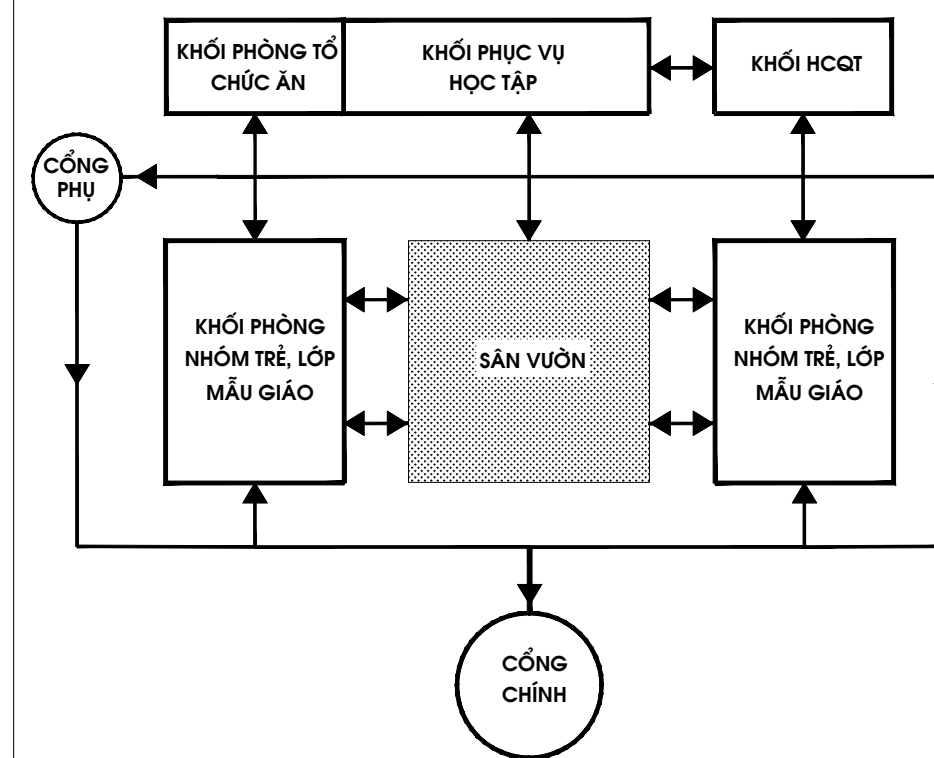 KHỐI PHÒNG TỔ
CHỨC ĂN
KHỐI PHỤC VỤ
HỌC TẬP
KHỐI HCQT
CỔNG
PHỤ
KHỐI PHÒNG
NHÓM TRẺ, LỚP
MẪU GIÁO
SÂN VƯỜN
KHỐI PHÒNG
NHÓM TRẺ, LỚP
MẪU GIÁO
CỔNG
CHÍNH